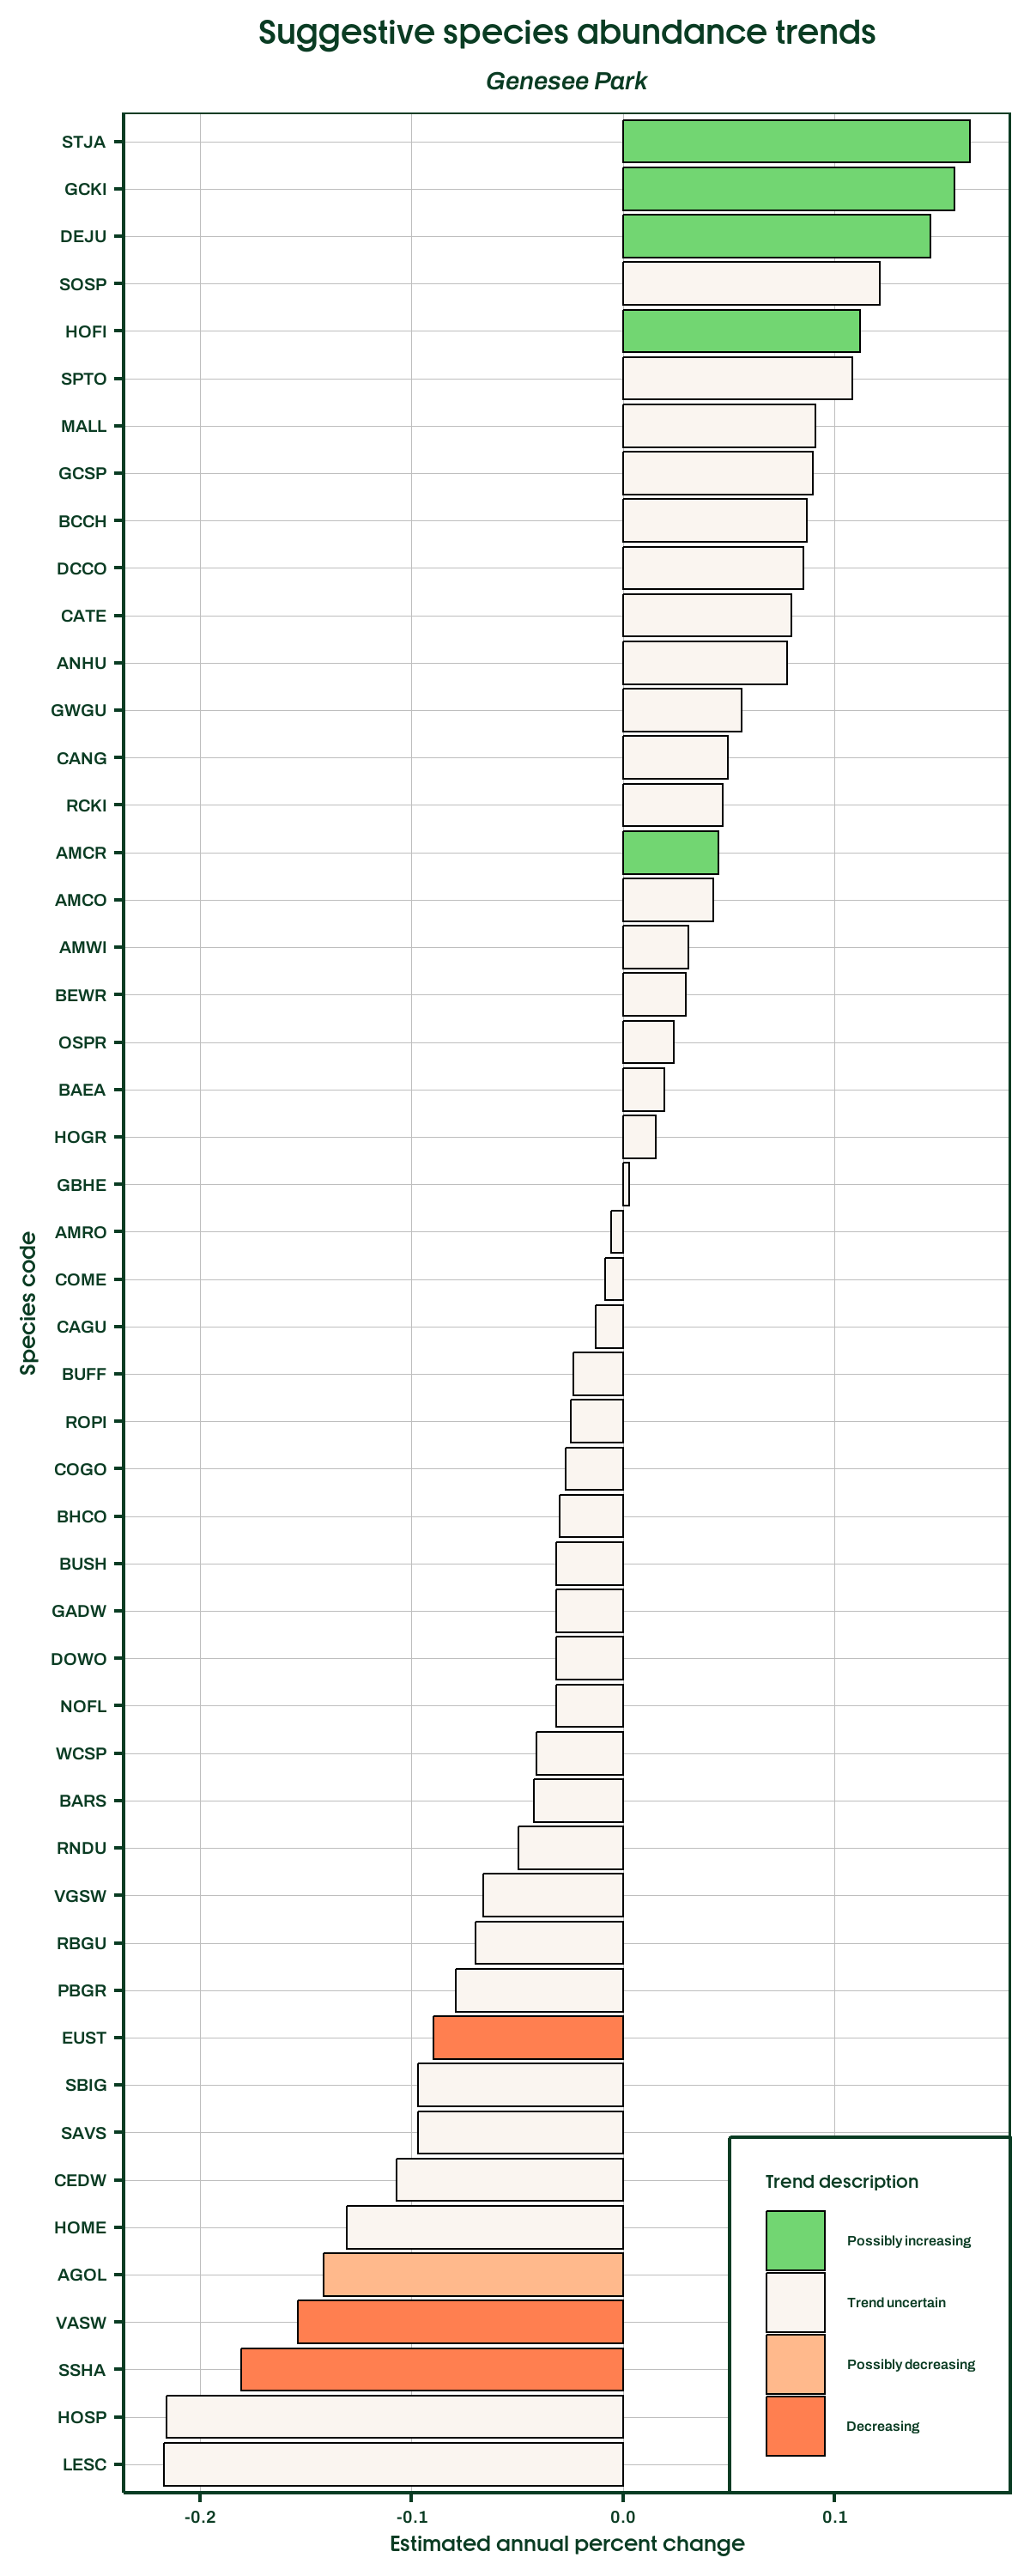 Suggestive species abundance trends
Genesee Park
STJA
GCKI
DEJU
SOSP
HOFI
SPTO
MALL
GCSP
BCCH
DCCO
CATE
ANHU
GWGU
CANG
RCKI
AMCR
AMCO
AMWI
BEWR
OSPR
BAEA
HOGR
GBHE
AMRO
COME
CAGU
BUFF
ROPI
COGO
BHCO
BUSH
GADW
DOWO
NOFL
WCSP
BARS
RNDU
VGSW
RBGU
PBGR
EUST
SBIG
SAVS
CEDW
HOME
AGOL
VASW
SSHA
HOSP
LESC
Species code
Trend description
Possibly increasing
Trend uncertain
Possibly decreasing
Decreasing
-0.2 -0.1 0.0 0.1
Estimated annual percent change